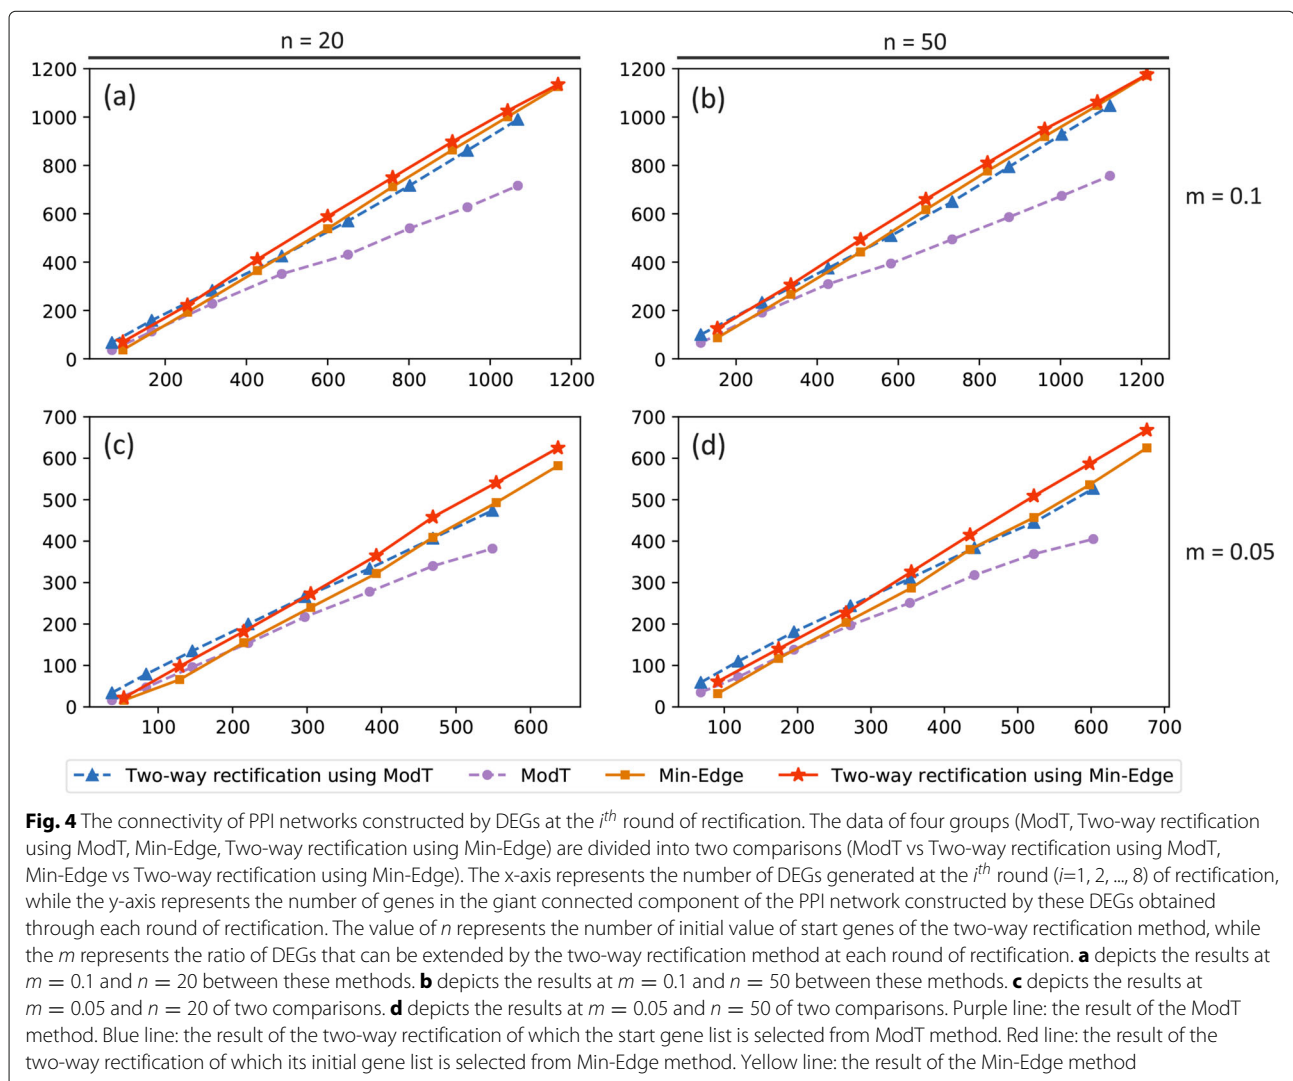 n = 20
n = 50
(a)
1200
1000
800
600
400
200
0
200 400 600 800 1000 1200
(b)
1200
1000
800
600
400
200
0
200 400 600 800 1000 1200
m = 0.1
(c)
700
600
500
400
300
200
100
0
100 200 300 400 500 600
(d)
700
600
500
400
300
200
100
0
100 200 300 400 500 600 700
m = 0.05
Two-way rectification using ModT ModT Min-Edge Two-way rectification using Min-Edge
Fig. 4 The connectivity of PPI networks constructed by DEGs at the i^th round of rectification. The data of four groups (ModT, Two-way rectification
using ModT, Min-Edge, Two-way rectification using Min-Edge) are divided into two comparisons (ModT vs Two-way rectification using ModT,
Min-Edge vs Two-way rectification using Min-Edge). The x-axis represents the number of DEGs generated at the i^th round (i=1, 2, ..., 8) of rectification,
while the y-axis represents the number of genes in the giant connected component of the PPI network constructed by these DEGs obtained
through each round of rectification. The value of n represents the number of initial value of start genes of the two-way rectification method, while
the m represents the ratio of DEGs that can be extended by the two-way rectification method at each round of rectification. a depicts the results at
m = 0.1 and n = 20 between these methods. b depicts the results at m = 0.1 and n = 50 between these methods. c depicts the results at
m = 0.05 and n = 20 of two comparisons. d depicts the results at m = 0.05 and n = 50 of two comparisons. Purple line: the result of the ModT
method. Blue line: the result of the two-way rectification of which the start gene list is selected from ModT method. Red line: the result of the
two-way rectification of which its initial gene list is selected from Min-Edge method. Yellow line: the result of the Min-Edge method